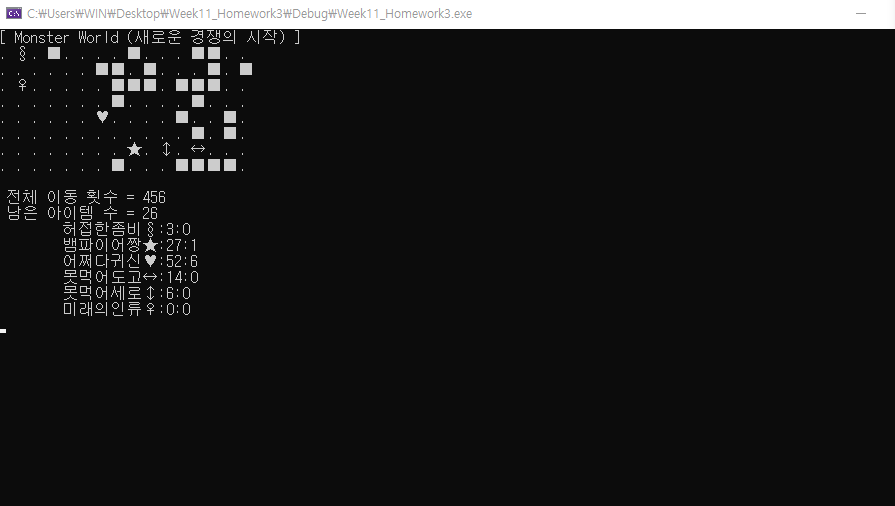 C:\Users\WIN\Desktop\Week11_Homework3\Debug\Week11_Homework3.exe
[ Monster World (새로운 경쟁의 시작) ]
. § . ■ . . . . ■ . . . ■ ■ . .
. . . . . . ■ ■ . ■ . . . ■ . ■
. ♀ . . . . . ■ ■ ■ . ■ ■ ■ . .
. . . . . . . ■ . . . . ■ . . .
. . . . . . ♥ . . . . ■ . . ■ .
. . . . . . . . . . . . ■ . ■ .
. . . . . . . . ★ . ↕ . ↔ . . .
. . . . . . . ■ . . . ■ ■ ■ ■ .
전체 이동 횟수 = 456
남은 아이템 수 = 26
허접한좀비§:3:0
뱀파이어짱★:27:1
어쩌다귀신♥:52:6
못먹어도고↔:14:0
못먹어세로↕:6:0
미래의인류♀:0:0